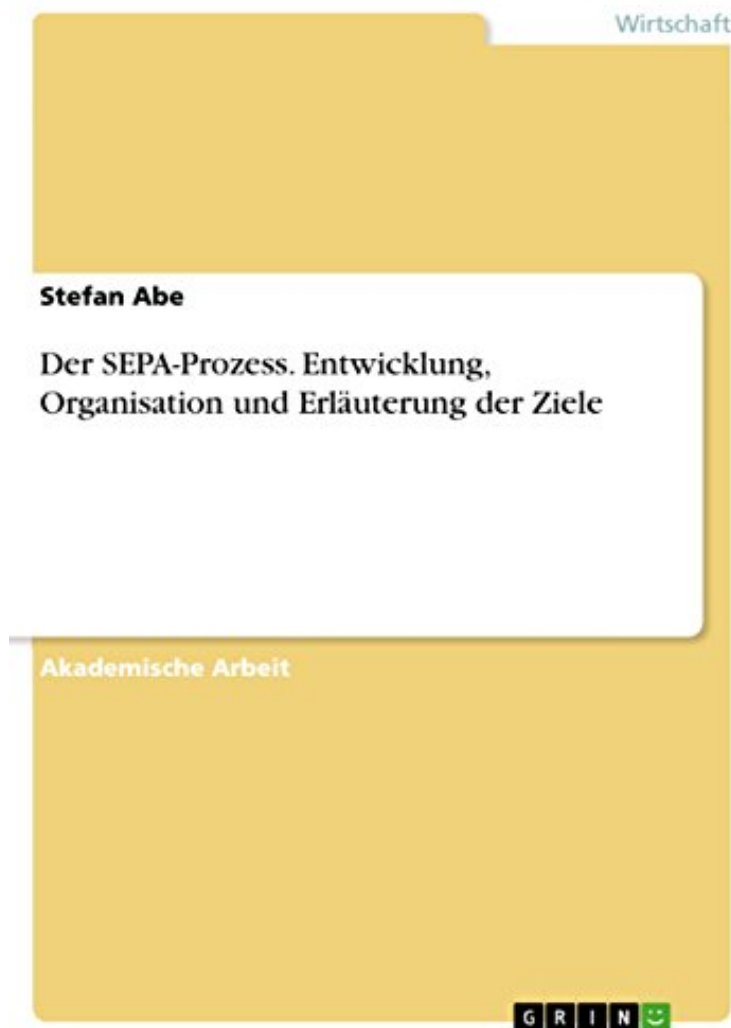 Wirtschaft
Stefan Abe
Der SEPA-Prozess. Entwicklung,
Organisation und Erläuterung der Ziele
Akademische Arbeit
GRIN